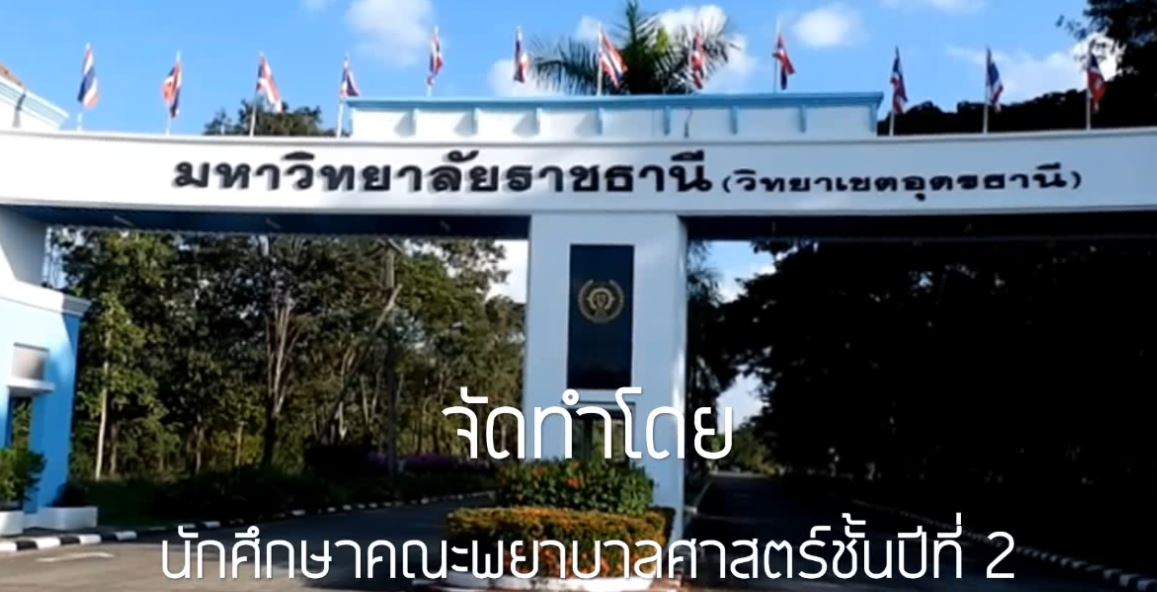 มหาวิทยาลัยราชธานี (วิทยาเขตอุดรธานี)
จัดทำโดย
นักศึกษาคณะพยาบาลศาสตร์ชั้นปีที่ 2